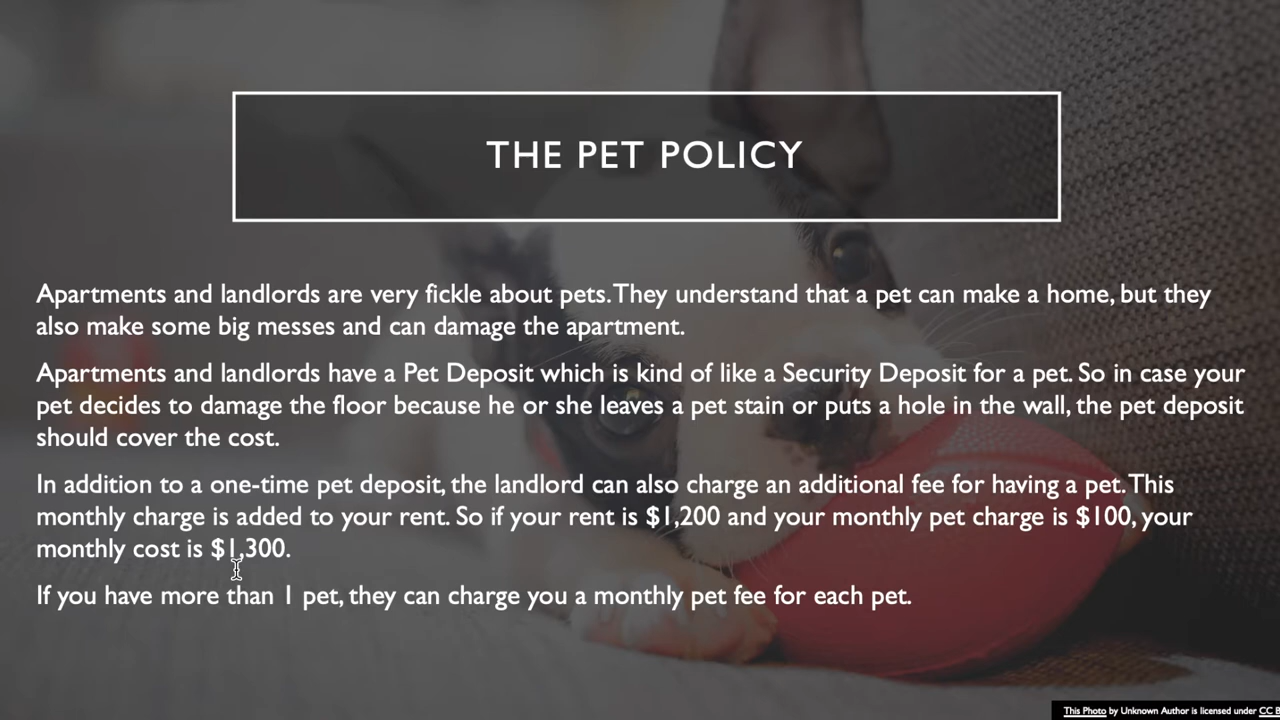 THE PET POLICY
Apartments and landlords are very fickle about pets. They understand that a pet can make a home, but they
also make some big messes and can damage the apartment.
Apartments and landlords have a Pet Deposit which is kind of like a Security Deposit for a pet. So in case your
pet decides to damage the floor because he or she leaves a pet stain or puts a hole in the wall, the pet deposit
should cover the cost.
In addition to a one-time pet deposit, the landlord can also charge an additional fee for having a pet. This
monthly charge is added to your rent. So if your rent is $1,200 and your monthly pet charge is $100, your
monthly cost is $1,300.
If you have more than 1 pet, they can charge you a monthly pet fee for each pet.
This Photo by Unknown Author is licensed under CC B